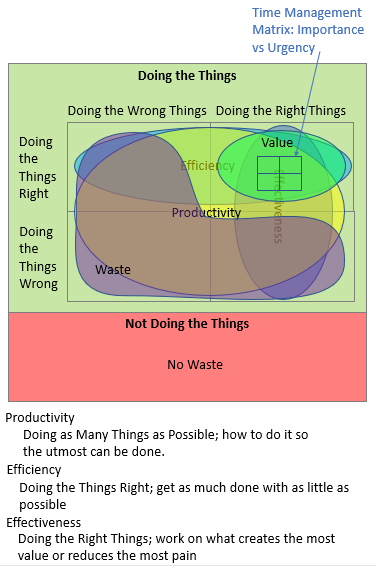 Time Management
Matrix: Importance
vs Urgency
Doing the Things
Doing the Wrong Things
Doing the Right Things
Doing
the
Things
Right
Value
Efficiency
Effectiveness
Productivity
Doing
the
Things
Wrong
Waste
Not Doing the Things
No Waste
Productivity
Doing as Many Things as Possible; how to do it so
the utmost can be done.
Efficiency
Doing the Things Right; get as much done with as little as
possible
Effectiveness
Doing the Right Things; work on what creates the most
value or reduces the most pain